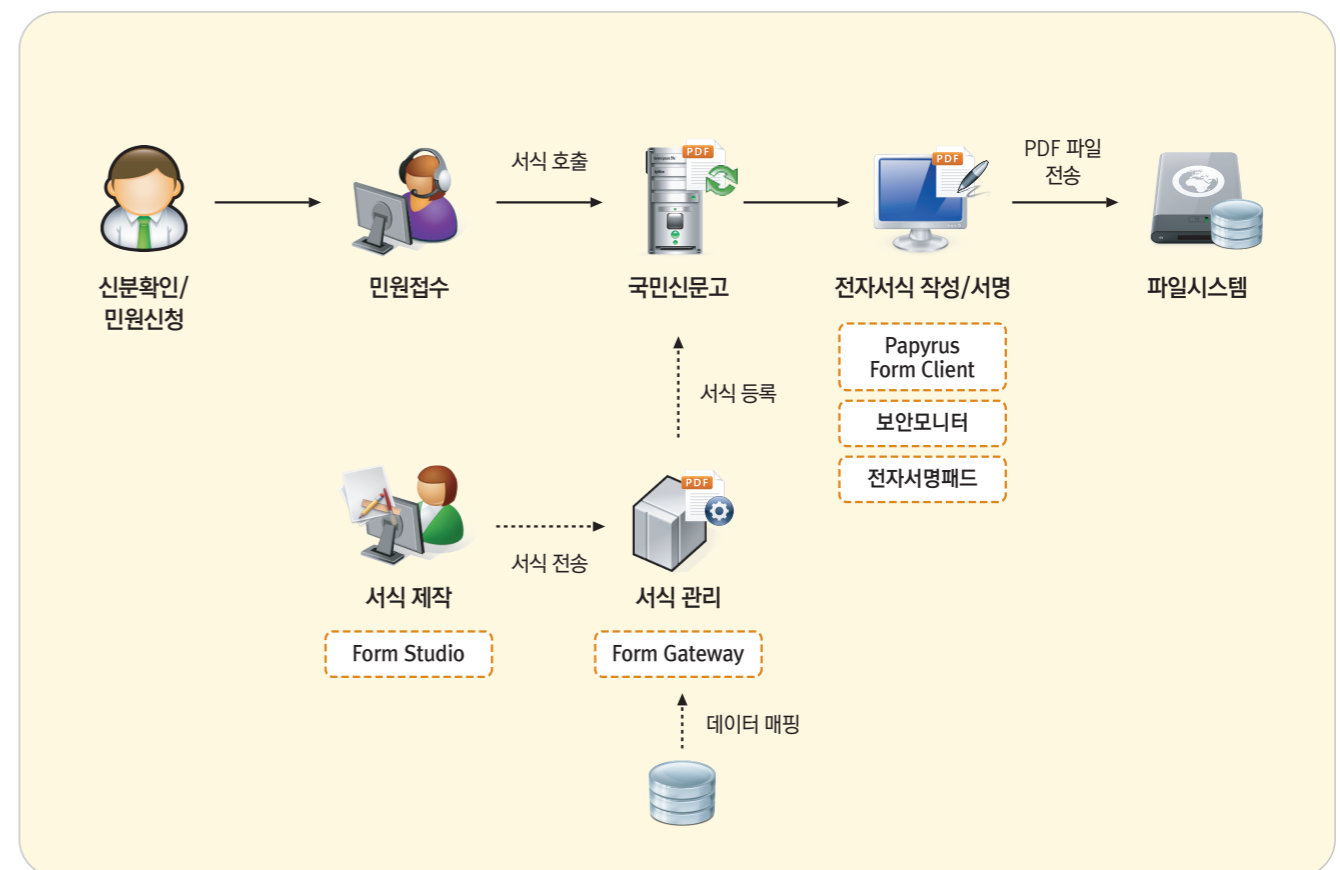 서식 호출
PDF
PDF
PDF 파일
전송
신분확인/
민원신청
민원접수
국민신문고
전자서식 작성/서명
파일시스템
Papyrus
Form Client
보안모니터
전자서명패드
서식 등록
PDF
서식 전송
서식 제작
서식 관리
Form Studio
Form Gateway
데이터 매핑